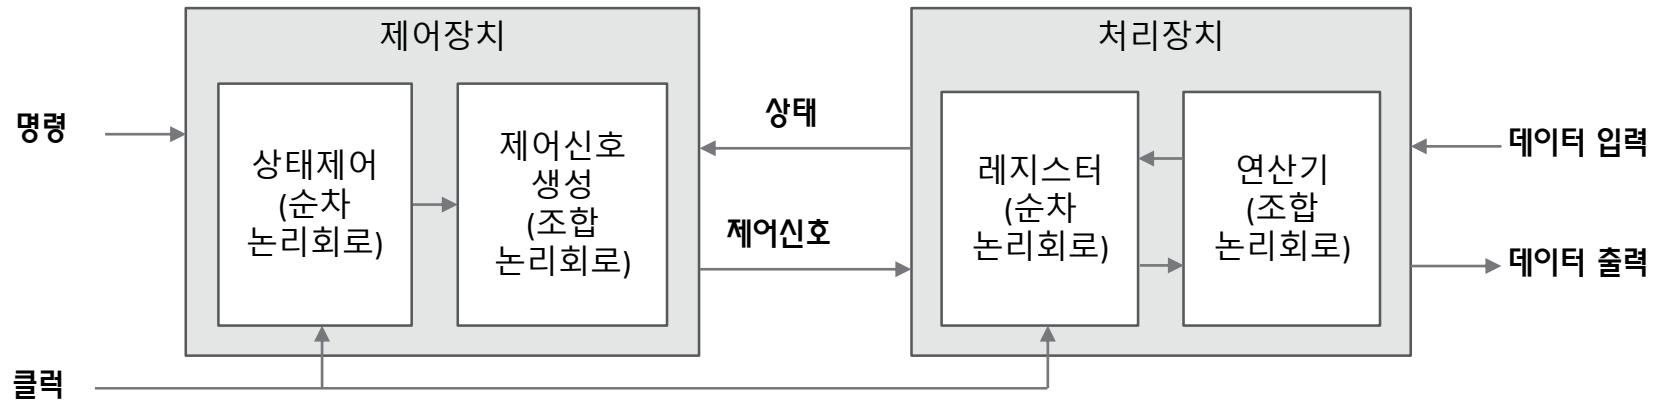 제어장치
처리장치
명령
상태제어
(순차
논리회로)
제어신호
생성
(조합
논리회로)
상태
제어신호
레지스터
(순차
논리회로)
연산기
(조합
논리회로)
데이터 입력
데이터 출력
클럭